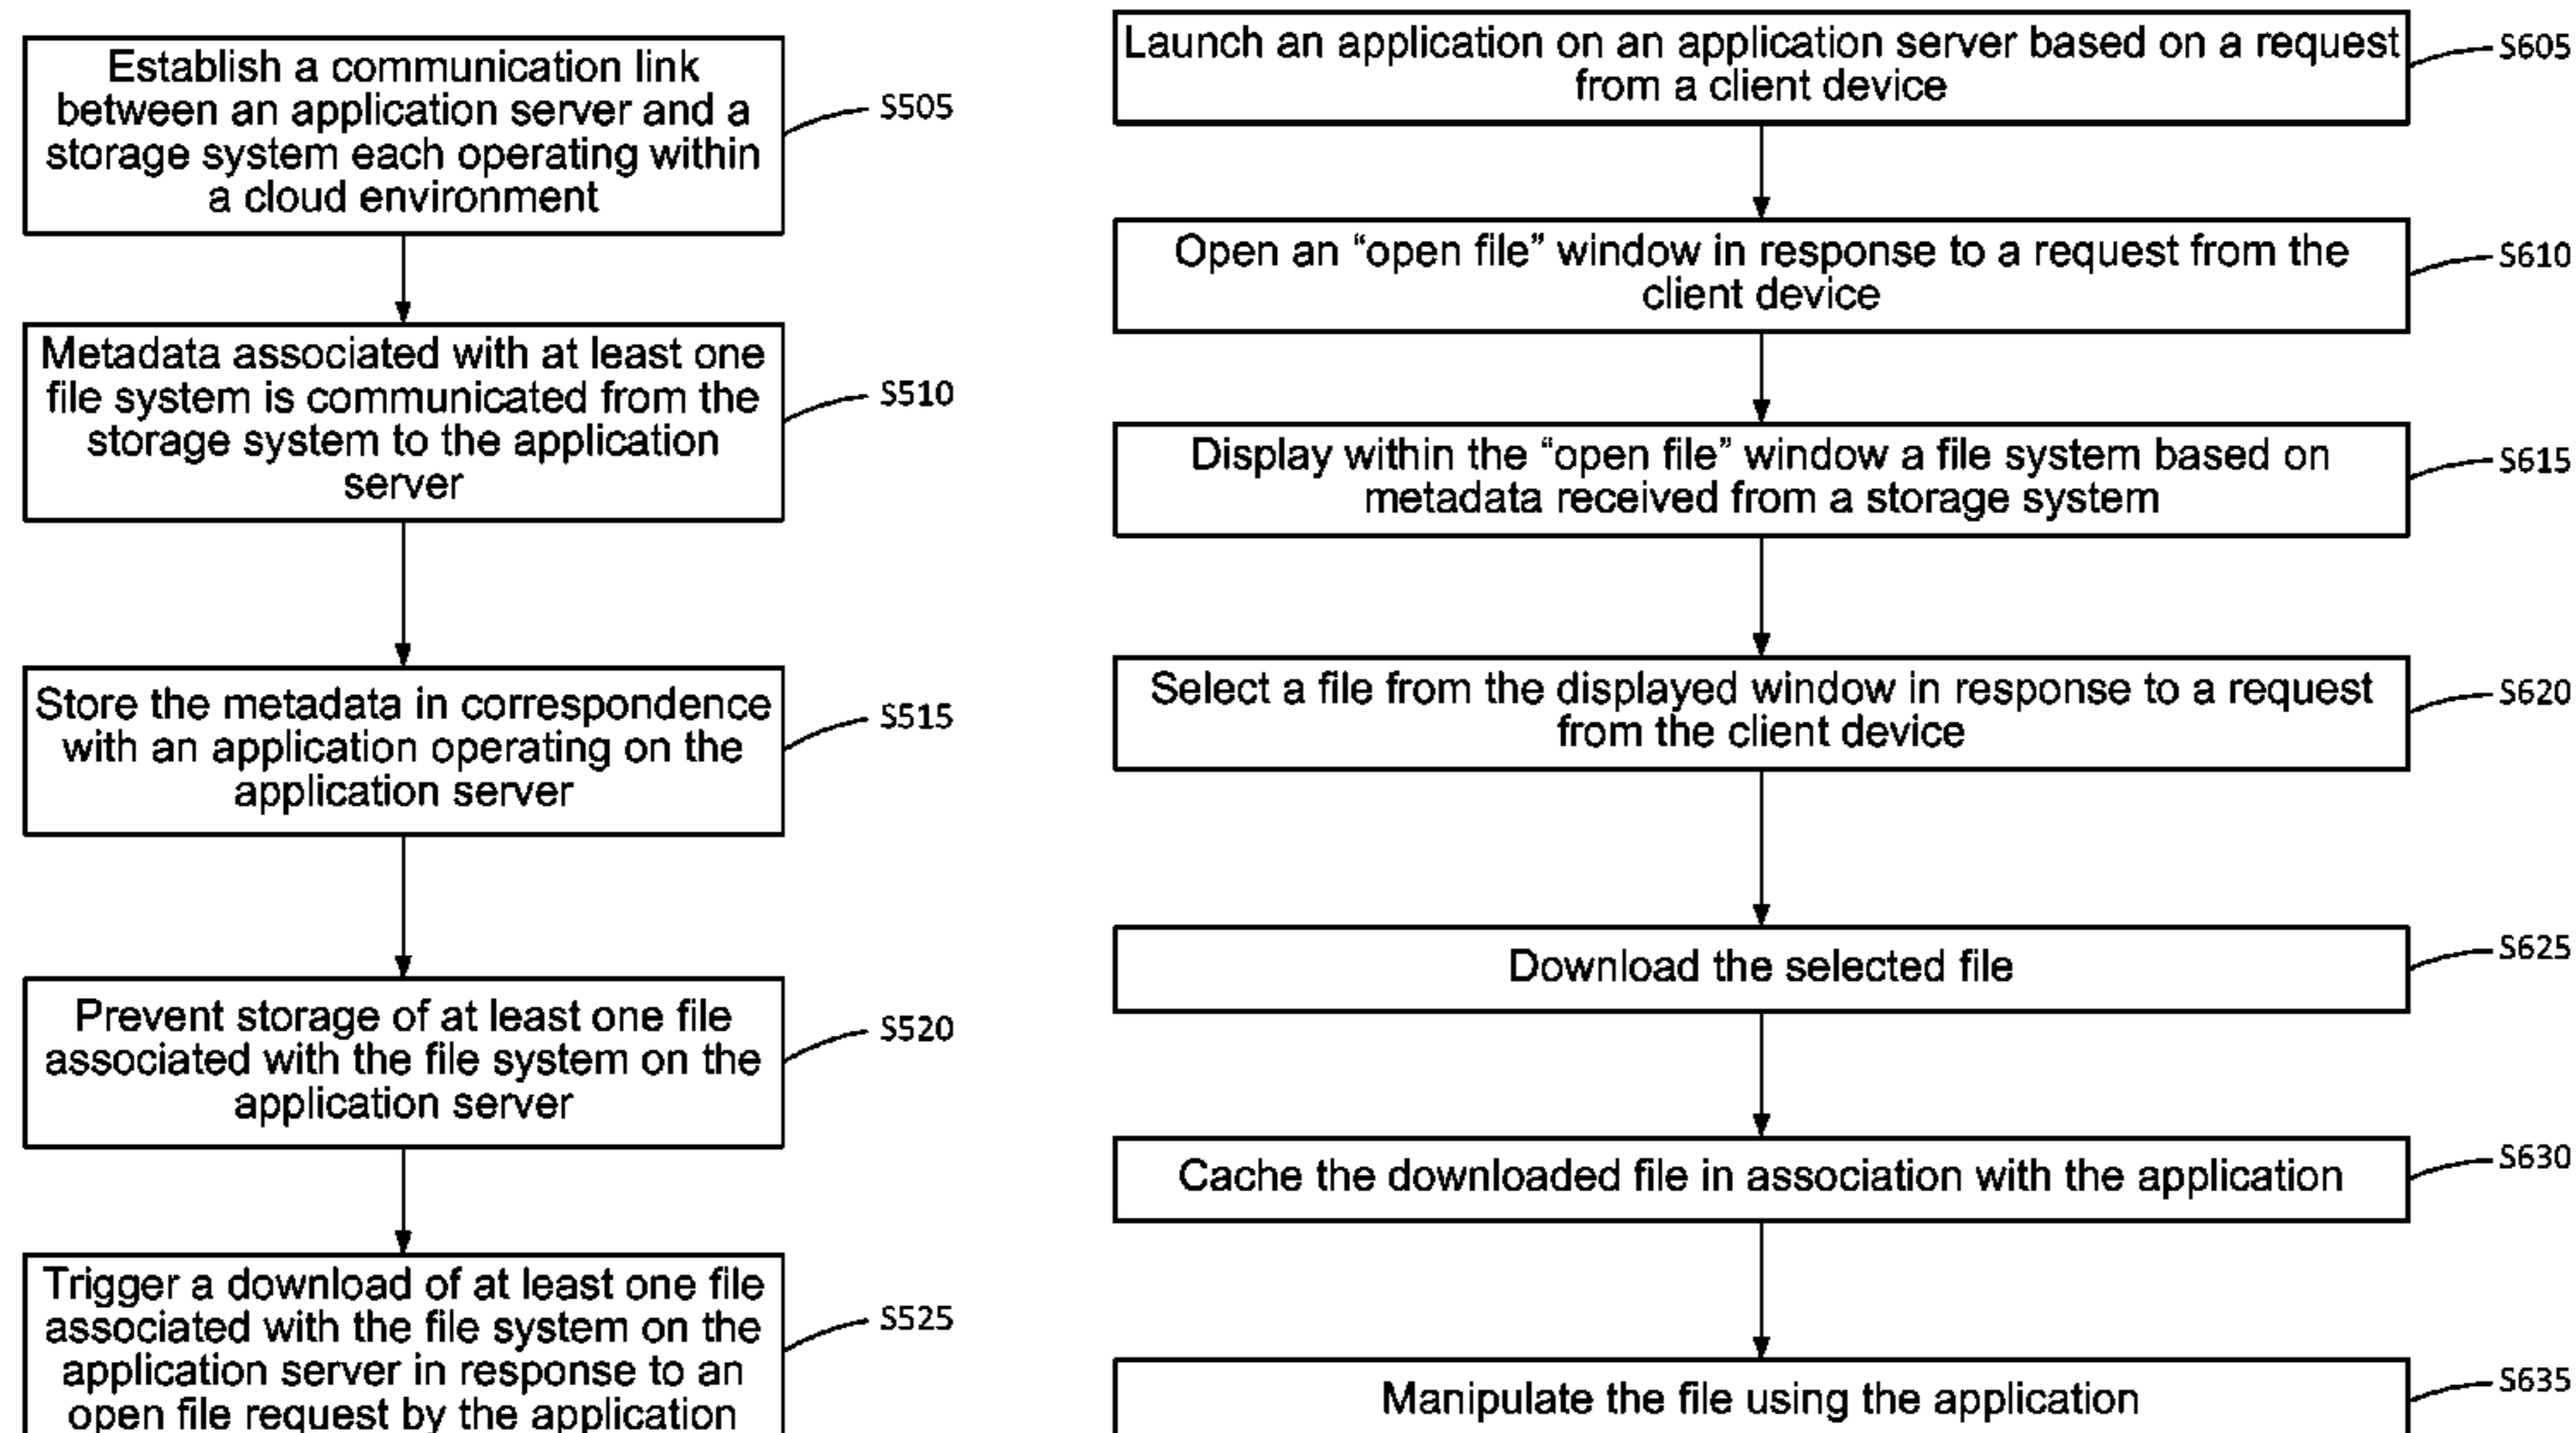 Establish a communication link
between an application server and a
storage system each operating within
a cloud environment
S505
Metadata associated with at least one
file system is communicated from the
storage system to the application
server
S510
Store the metadata in correspondence
with an application operating on the
application server
S515
Prevent storage of at least one file
associated with the file system on the
application server
S520
Trigger a download of at least one file
associated with the file system on the
application server in response to an
open file request by the application
S525
Launch an application on an application server based on a request
from a client device
S605
Open an “open file” window in response to a request from the
client device
S610
Display within the “open file” window a file system based on
metadata received from a storage system
S615
Select a file from the displayed window in response to a request
from the client device
S620
Download the selected file
S625
Cache the downloaded file in association with the application
S630
Manipulate the file using the application
S635